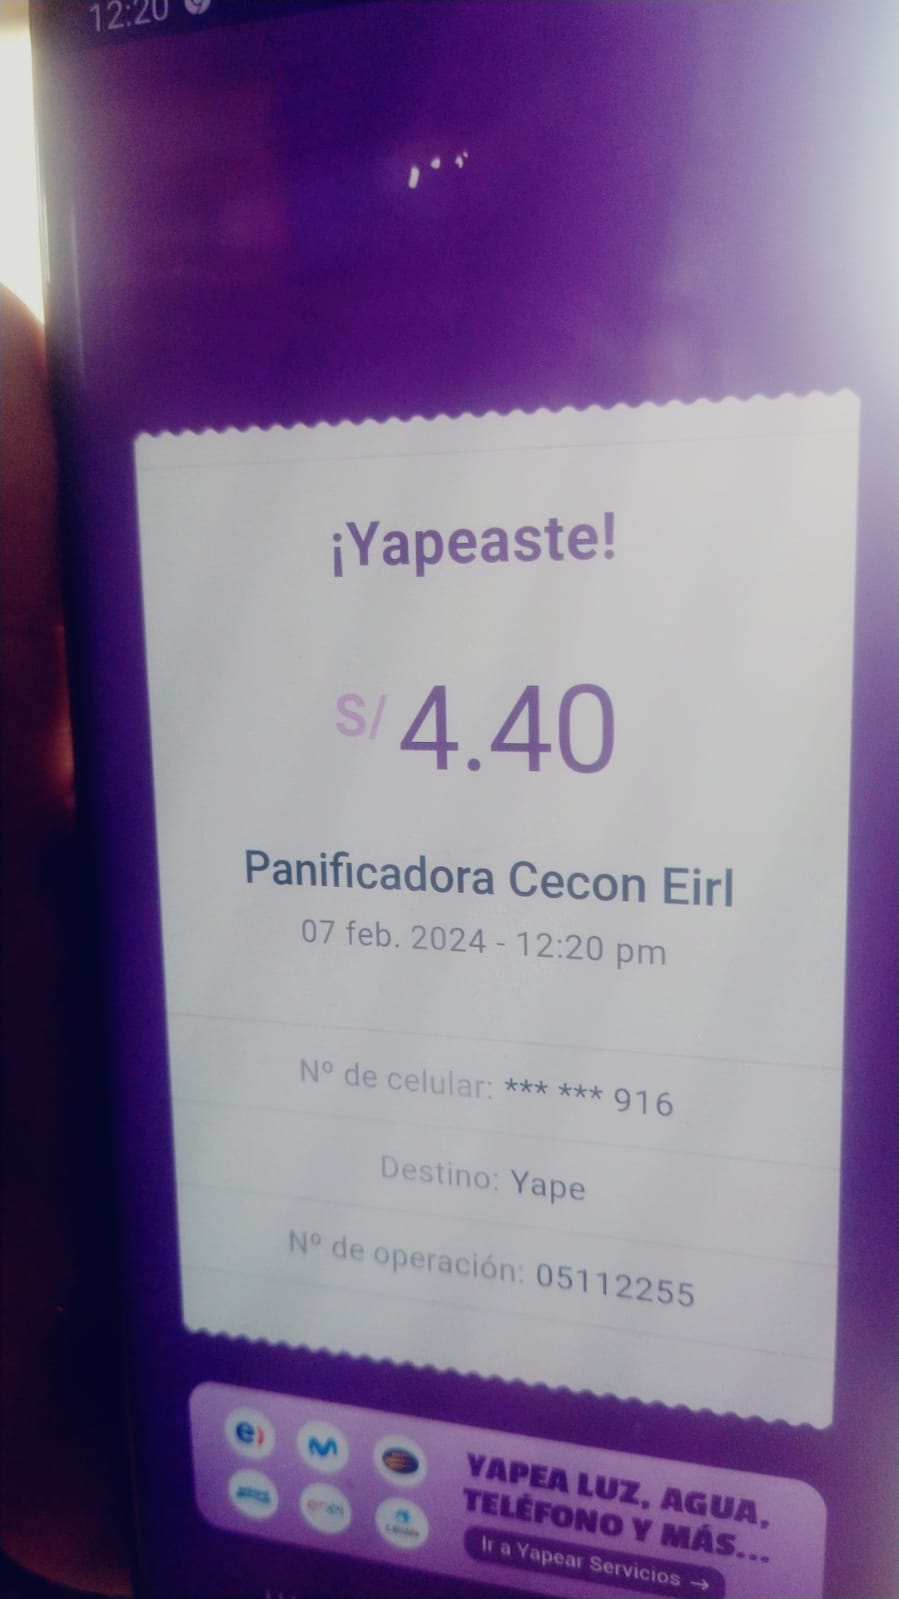 12:20
¡Yapeaste!
S/ 4.40
Panificadora Cecon Eirl
07 feb. 2024 - 12:20 pm
Nº de celular: *** *** 916
Destino: Yape
Nº de operación: 05112255
e)
enel
YAPEA LUZ, AGUA,
TELÉFONO Y MÁS...
Ir a Yapear Servicios →